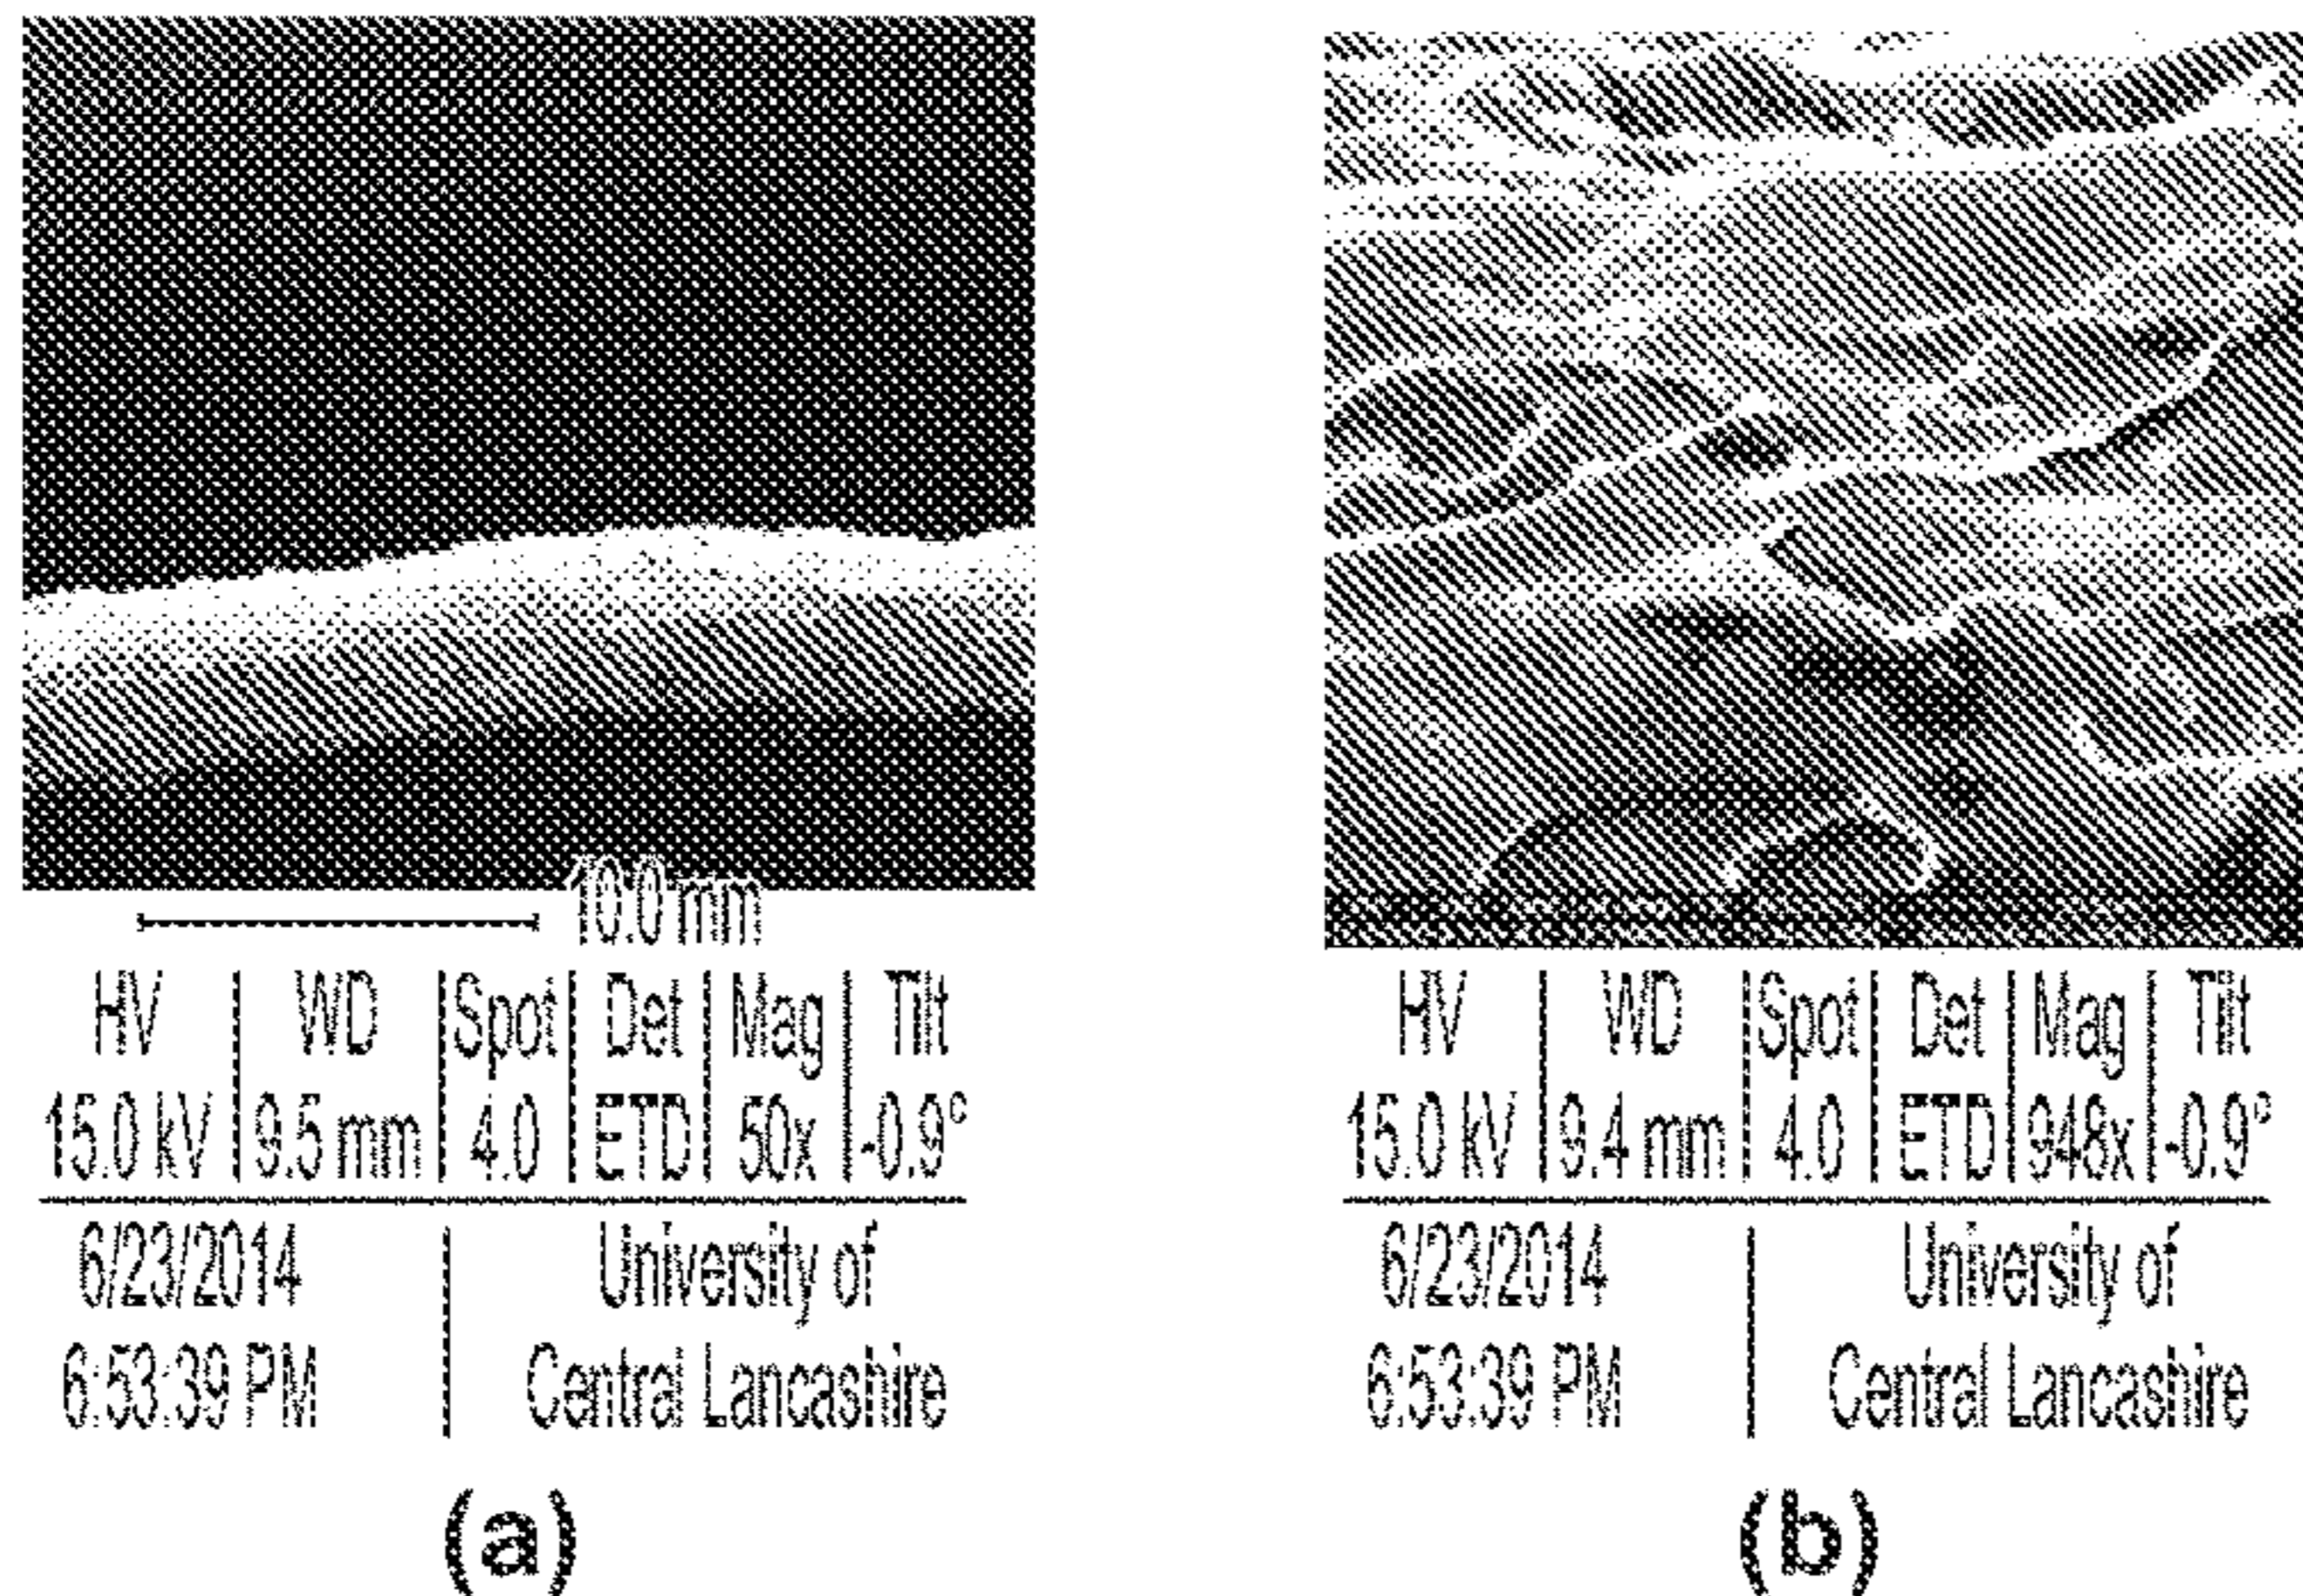 10.0 mm
HV WD Spot Det Mag Tilt
15.0 kV 9.5 mm 4.0 ETD 50x -0.9°
6/23/2014 University of
6:53:39 PM Central Lancashire
(a)
HV WD Spot Det Mag Tilt
15.0 kV 9.4 mm 4.0 ETD 948x -0.9°
6/23/2014 University of
6:53:39 PM Central Lancashire
(b)